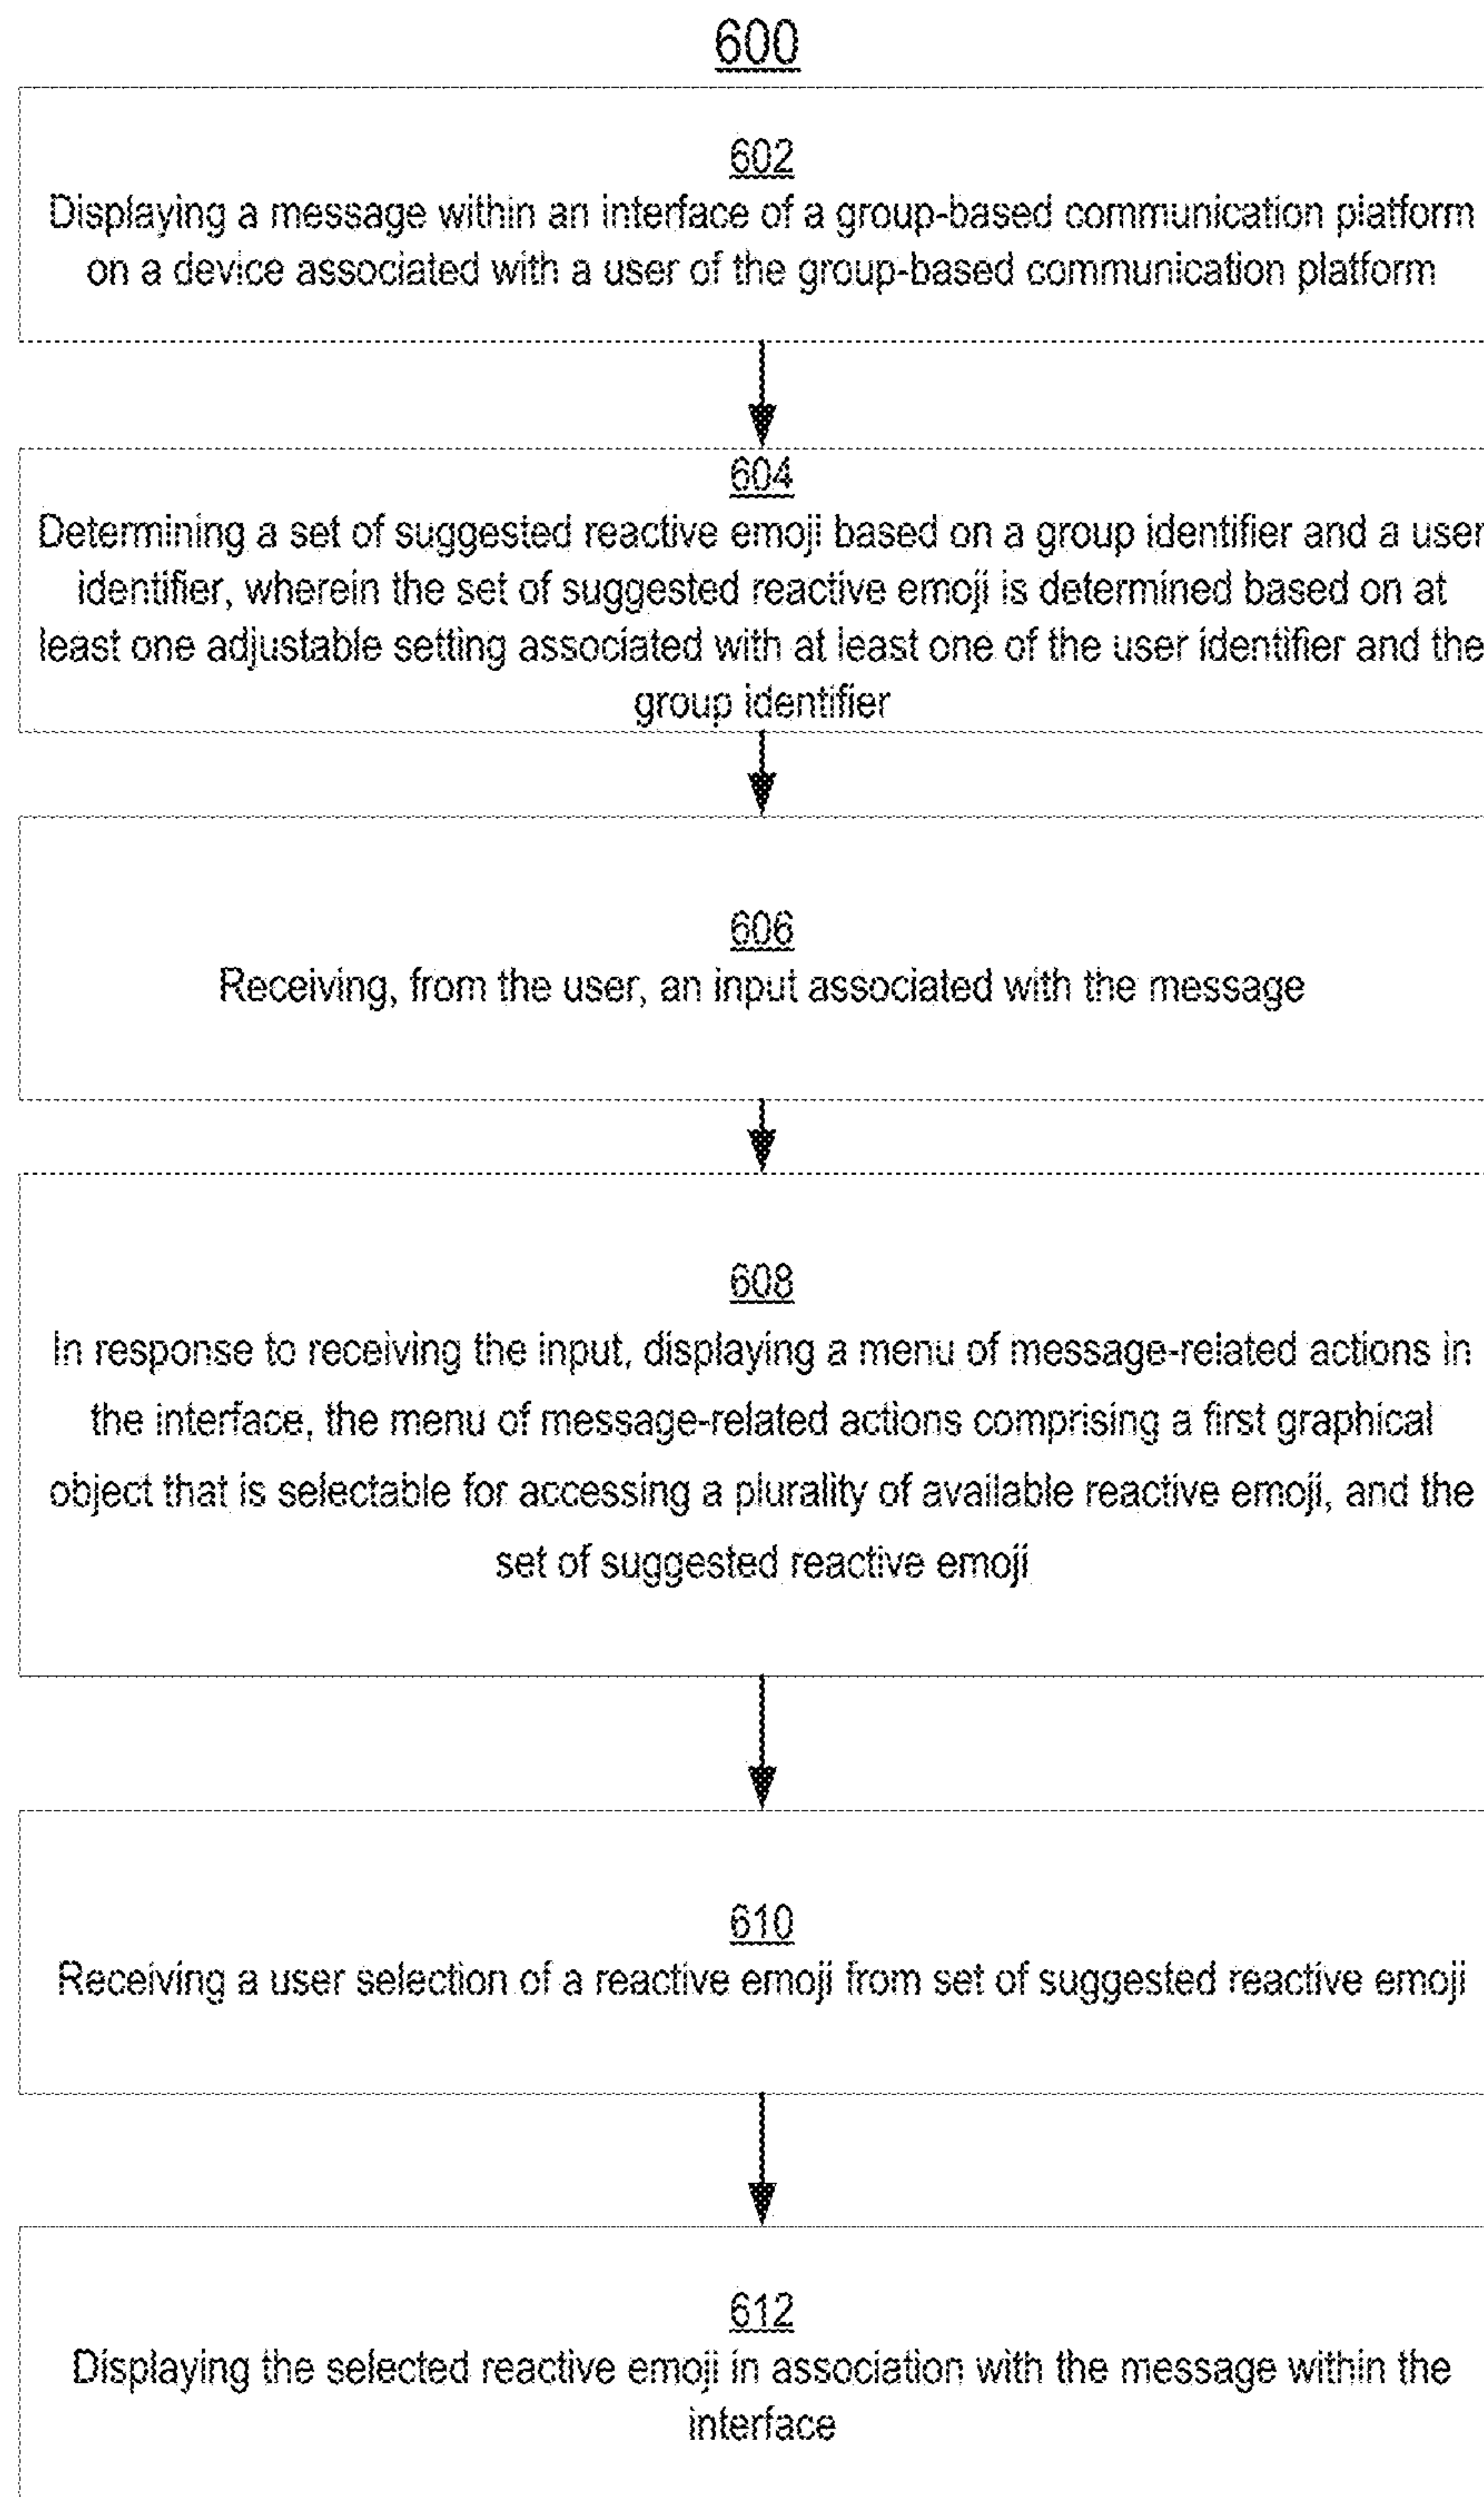 600
602
Displaying a message within an interface of a group-based communication platform
on a device associated with a user of the group-based communication platform
604
Determining a set of suggested reactive emoji based on a group identifier and a user
identifier, wherein the set of suggested reactive emoji is determined based on at
least one adjustable setting associated with at least one of the user identifier and the
group identifier
606
Receiving, from the user, an input associated with the message
608
In response to receiving the input, displaying a menu of message-related actions in
the interface, the menu of message-related actions comprising a first graphical
object that is selectable for accessing a plurality of available reactive emoji, and the
set of suggested reactive emoji
610
Receiving a user selection of a reactive emoji from set of suggested reactive emoji
612
Displaying the selected reactive emoji in association with the message within the
interface